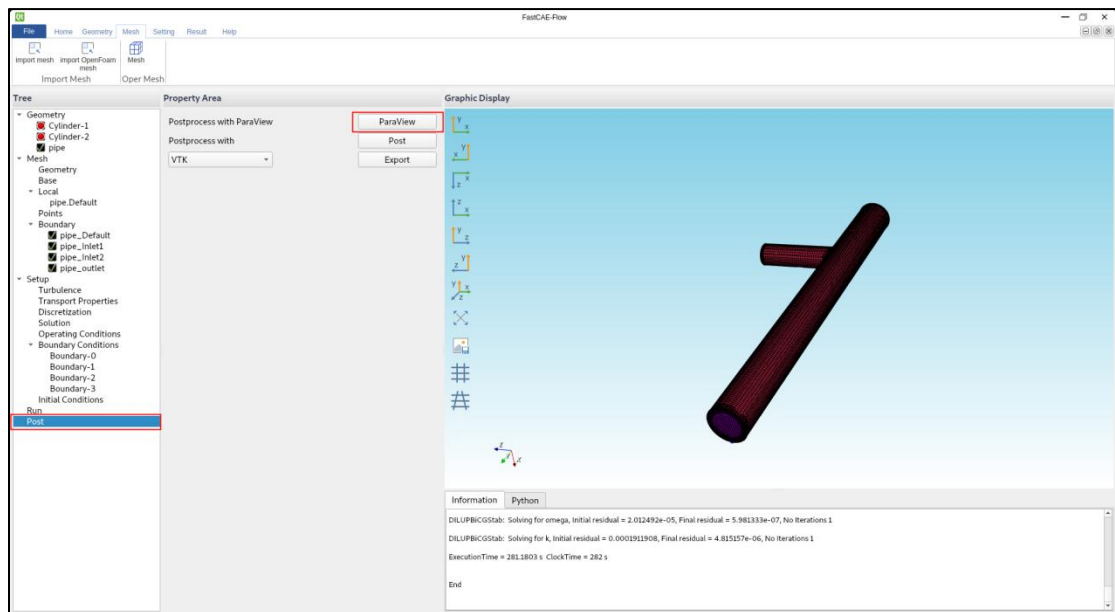 FastCAE-Flow
File Home Geometry Mesh Setting Result Help
import mesh import OpenFoam mesh Mesh
Import Mesh Oper Mesh
Tree
Geometry
Cylinder-1
Cylinder-2
pipe
Mesh
Geometry
Base
Local
pipe.Default
Points
Boundary
pipe_Default
pipe_Inlet1
pipe_Inlet2
pipe_outlet
Setup
Turbulence
Transport Properties
Discretization
Solution
Operating Conditions
Boundary Conditions
Boundary-0
Boundary-1
Boundary-2
Boundary-3
Initial Conditions
Run
Post
Property Area
Postprocess with ParaView ParaView
Postprocess with Post
VTK Export
Graphic Display
Y x
x Y
x z
z x
Y z
z Y
Y x z
z y x
Information Python
DILUPBiCGStab: Solving for omega, Initial residual = 2.012492e-05, Final residual = 5.981333e-07, No Iterations 1
DILUPBiCGStab: Solving for k, Initial residual = 0.0001911908, Final residual = 4.815157e-06, No Iterations 1
ExecutionTime = 281.1803 s ClockTime = 282 s
End